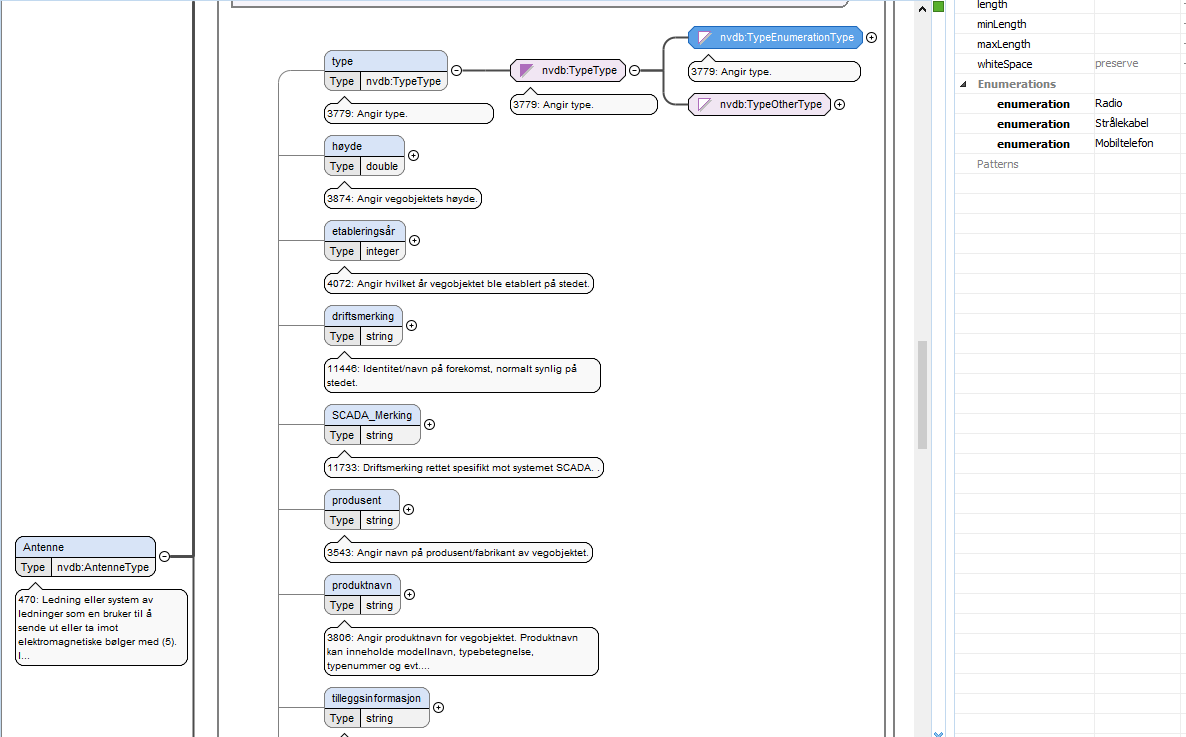 type
Type nvdb:TypeType
3779: Angir type.
nvdb:TypeType
3779: Angir type.
nvdb:TypeEnumerationType
3779: Angir type.
nvdb:TypeOtherType
høyde
Type double
3874: Angir vegobjektets høyde.
etableringsår
Type integer
4072: Angir hvilket år vegobjektet ble etablert på stedet.
driftsmerking
Type string
11446: Identitet/navn på forekomst, normalt synlig på
stedet.
SCADA_Merking
Type string
11733: Driftsmerking rettet spesifikt mot systemet SCADA. .
produsent
Type string
3543: Angir navn på produsent/fabrikant av vegobjektet.
Antenne
Type nvdb:AntenneType
470: Ledning eller system av
ledninger som en bruker til å
sende ut eller ta imot
elektromagnetiske bølger med (5).
I...
produktnavn
Type string
3806: Angir produktnavn for vegobjektet. Produktnavn
kan inneholde modellnavn, typebetegnelse,
typenummer og evt....
tilleggsinformasjon
Type string
length
minLength
maxLength
whiteSpace preserve
Enumerations
enumeration Radio
enumeration Strålekabel
enumeration Mobiltelefon
Patterns